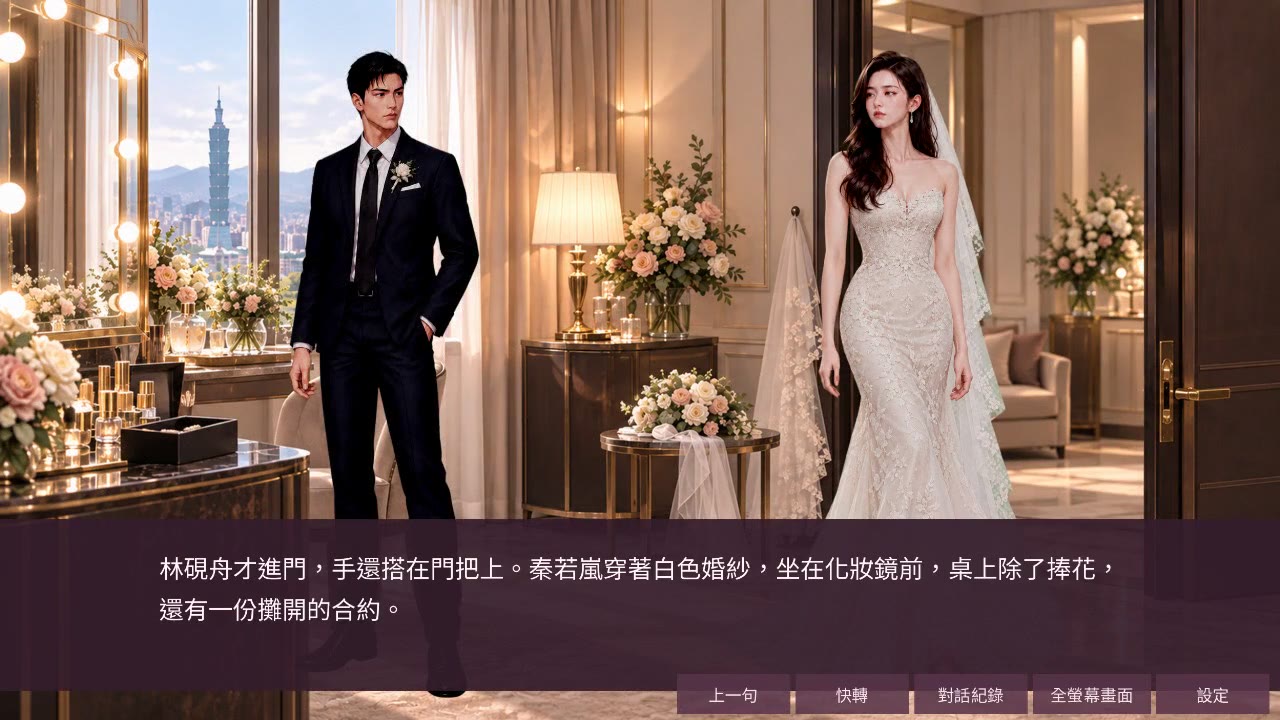 林硯舟才進門，手還搭在門把上。秦若嵐穿著白色婚紗，坐在化妝鏡前，桌上除了捧花，
還有一份攤開的合約。
上一句
快轉
對話紀錄
全螢幕畫面
設定